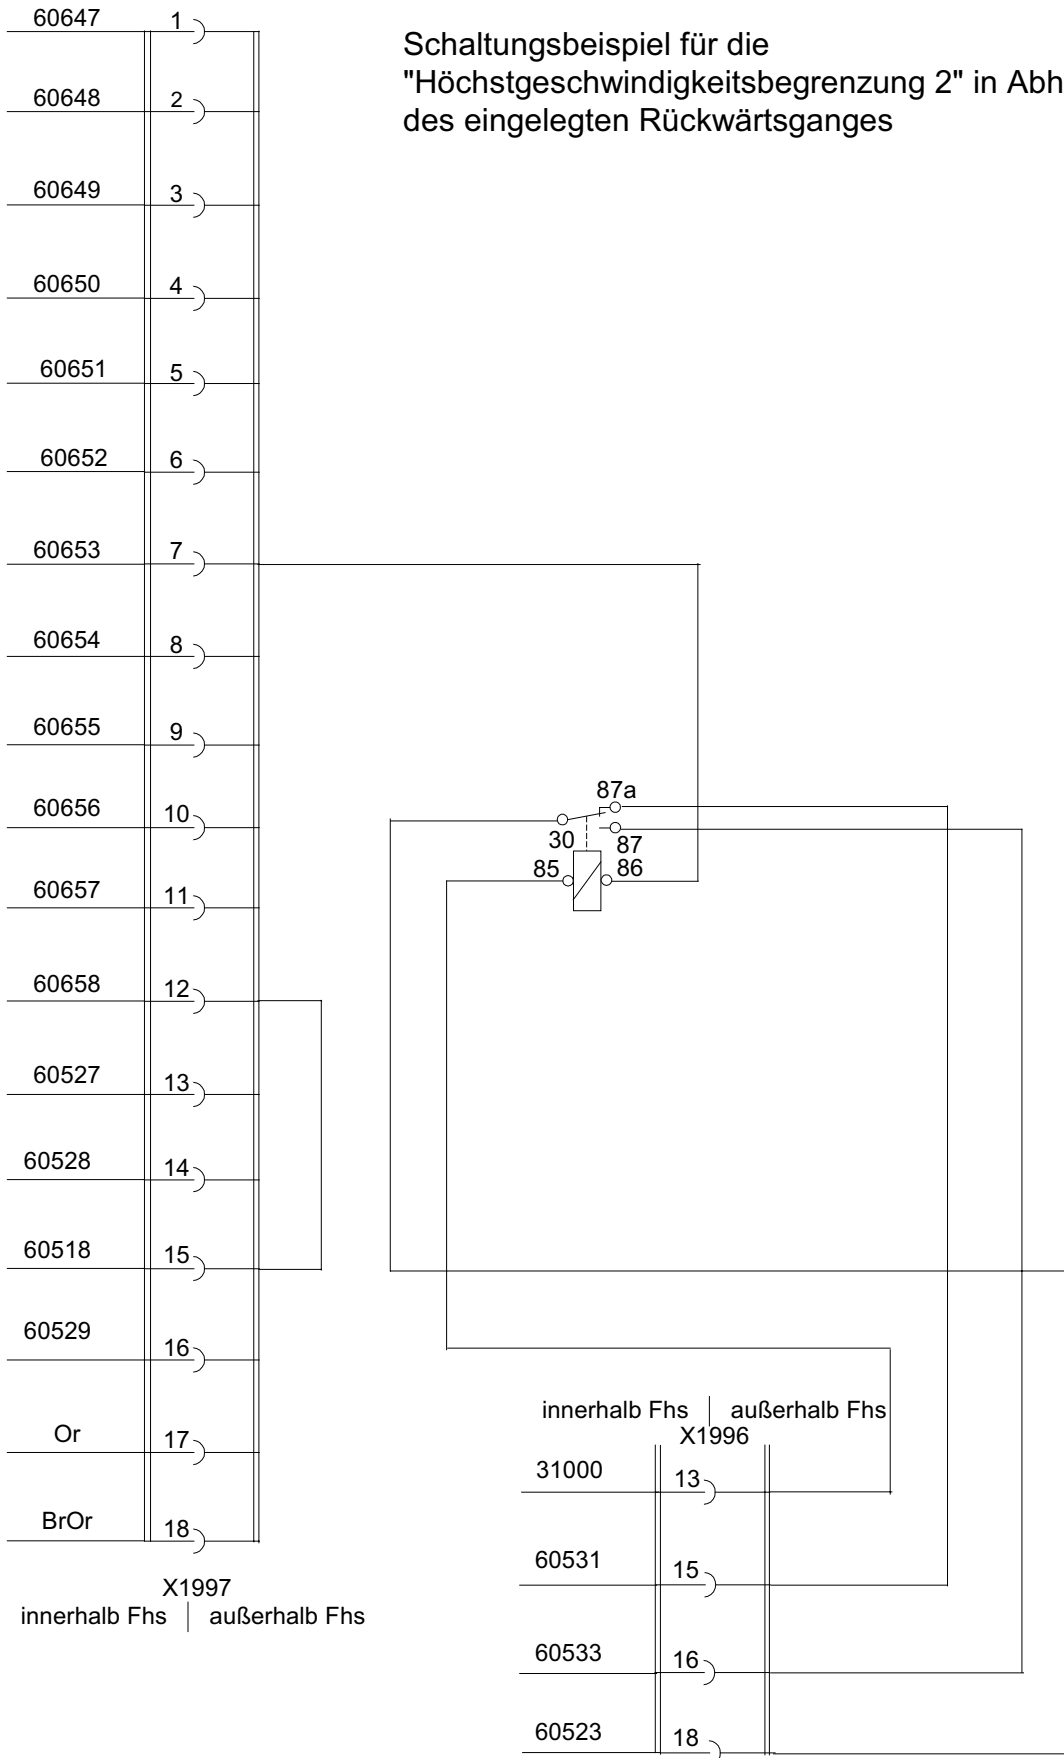 60647 1
Schaltungsbeispiel für die
"Höchstgeschwindigkeitsbegrenzung 2" in Abh
des eingelegten Rückwärtsganges
60648 2
60649 3
60650 4
60651 5
60652 6
60653 7
60654 8
60655 9
60656 10
60657 11
60658 12
60527 13
60528 14
60518 15
60529 16
Or 17
BrOr 18
X1997
innerhalb Fhs außerhalb Fhs
87a
30 87
85 86
innerhalb Fhs außerhalb Fhs
X1996
31000 13
60531 15
60533 16
60523 18